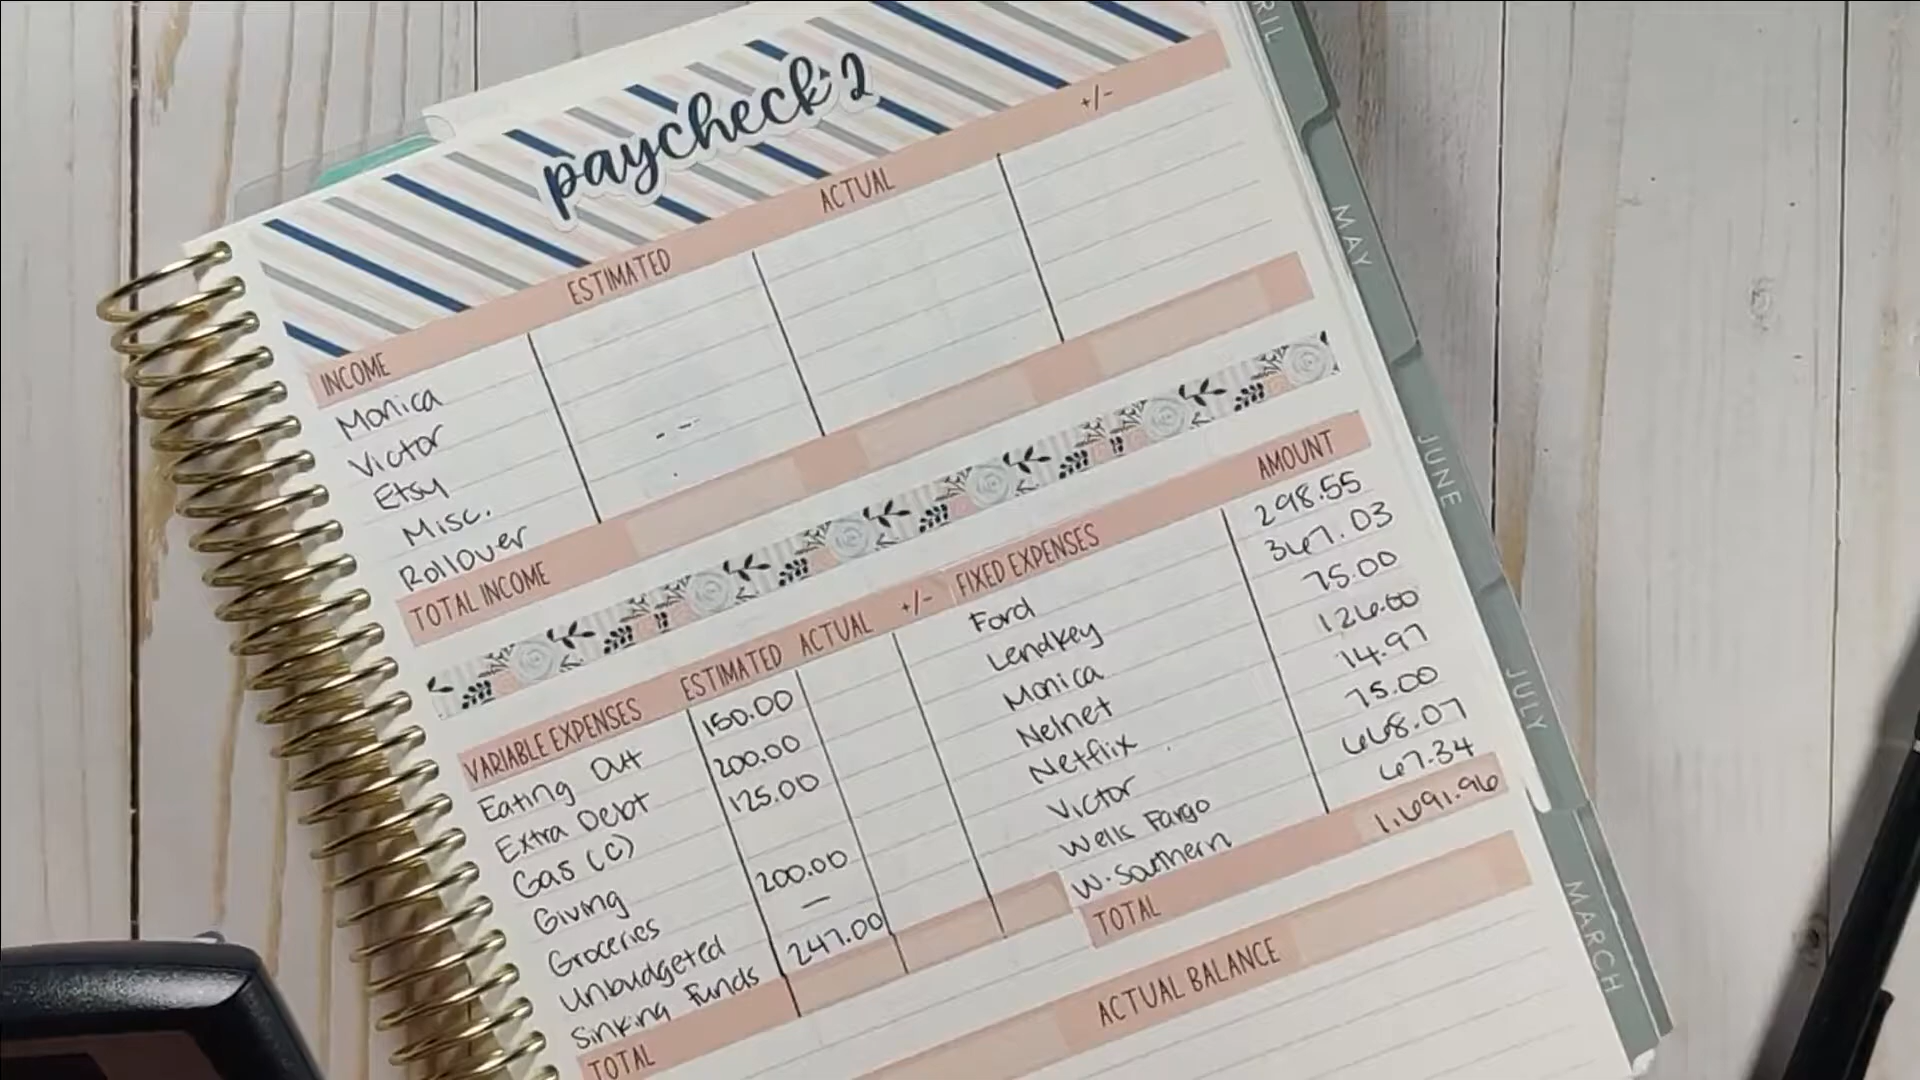 paycheck 2
INCOME ESTIMATED ACTUAL +/-
Monica
Victor
Etsy
Misc. - - -
Rollover
TOTAL INCOME
VARIABLE EXPENSES ESTIMATED ACTUAL +/-
Eating Out 150.00
Extra Debt 200.00
Gas (C) 125.00
Giving
Groceries 200.00
Unbudgeted —
Sinking Funds 247.00
TOTAL
FIXED EXPENSES AMOUNT
Ford 298.55
Lendkey 367.03
Monica 75.00
Nelnet 126.00
Netflix 14.97
Victor 75.00
Wells Fargo 668.07
W. Southern 67.34
TOTAL 1,691.96
ACTUAL BALANCE
RIL
MAY
JUNE
JULY
MARCH